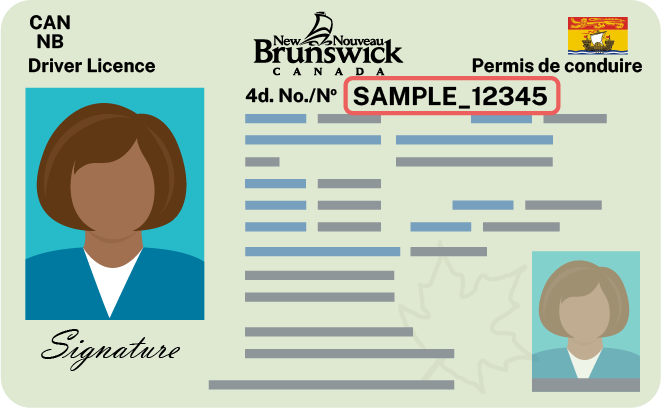 CAN
NB
Driver Licence
New Nouveau
Brunswick
CANADA
Permis de conduire
4d. No./Nº SAMPLE_12345
Signature